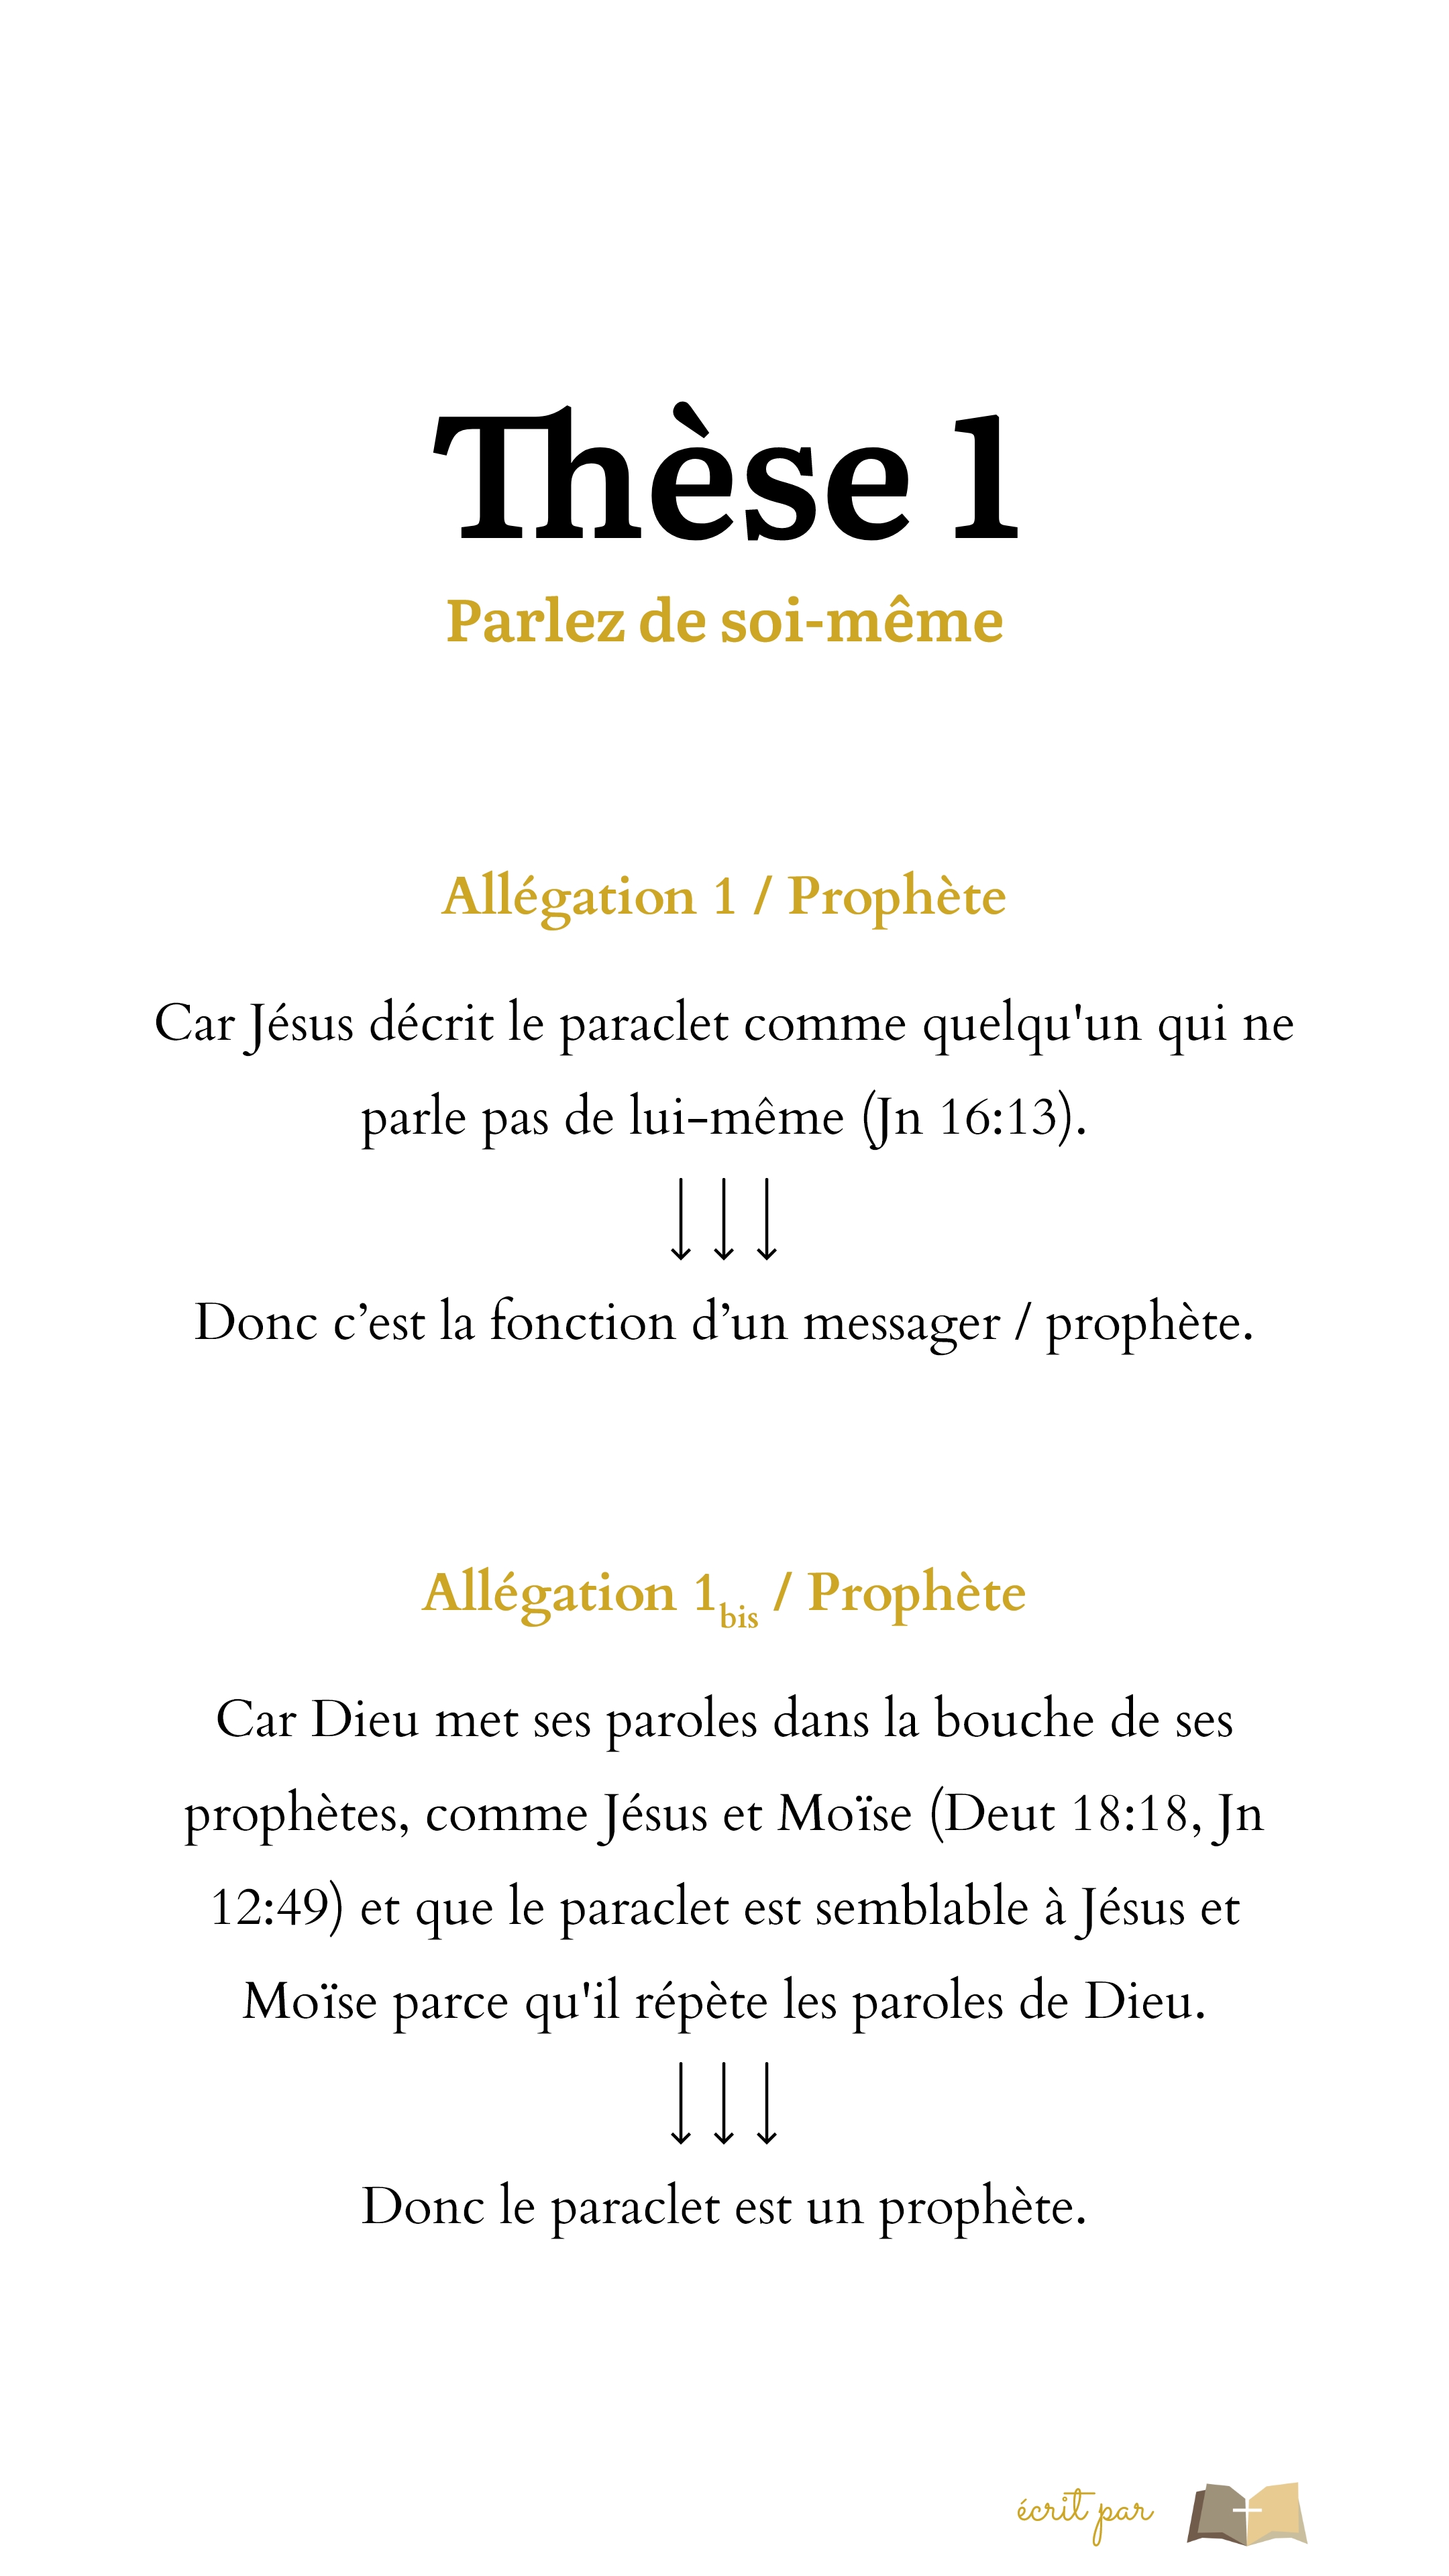 Thèse 1
Parlez de soi-même
Allégation 1 / Prophète
Car Jésus décrit le paraclet comme quelqu'un qui ne
parle pas de lui-même (Jn 16:13).
↓↓↓
Donc c’est la fonction d’un messager / prophète.
Allégation 1bis / Prophète
Car Dieu met ses paroles dans la bouche de ses
prophètes, comme Jésus et Moïse (Deut 18:18, Jn
12:49) et que le paraclet est semblable à Jésus et
Moïse parce qu'il répète les paroles de Dieu.
↓↓↓
Donc le paraclet est un prophète.
écrit par